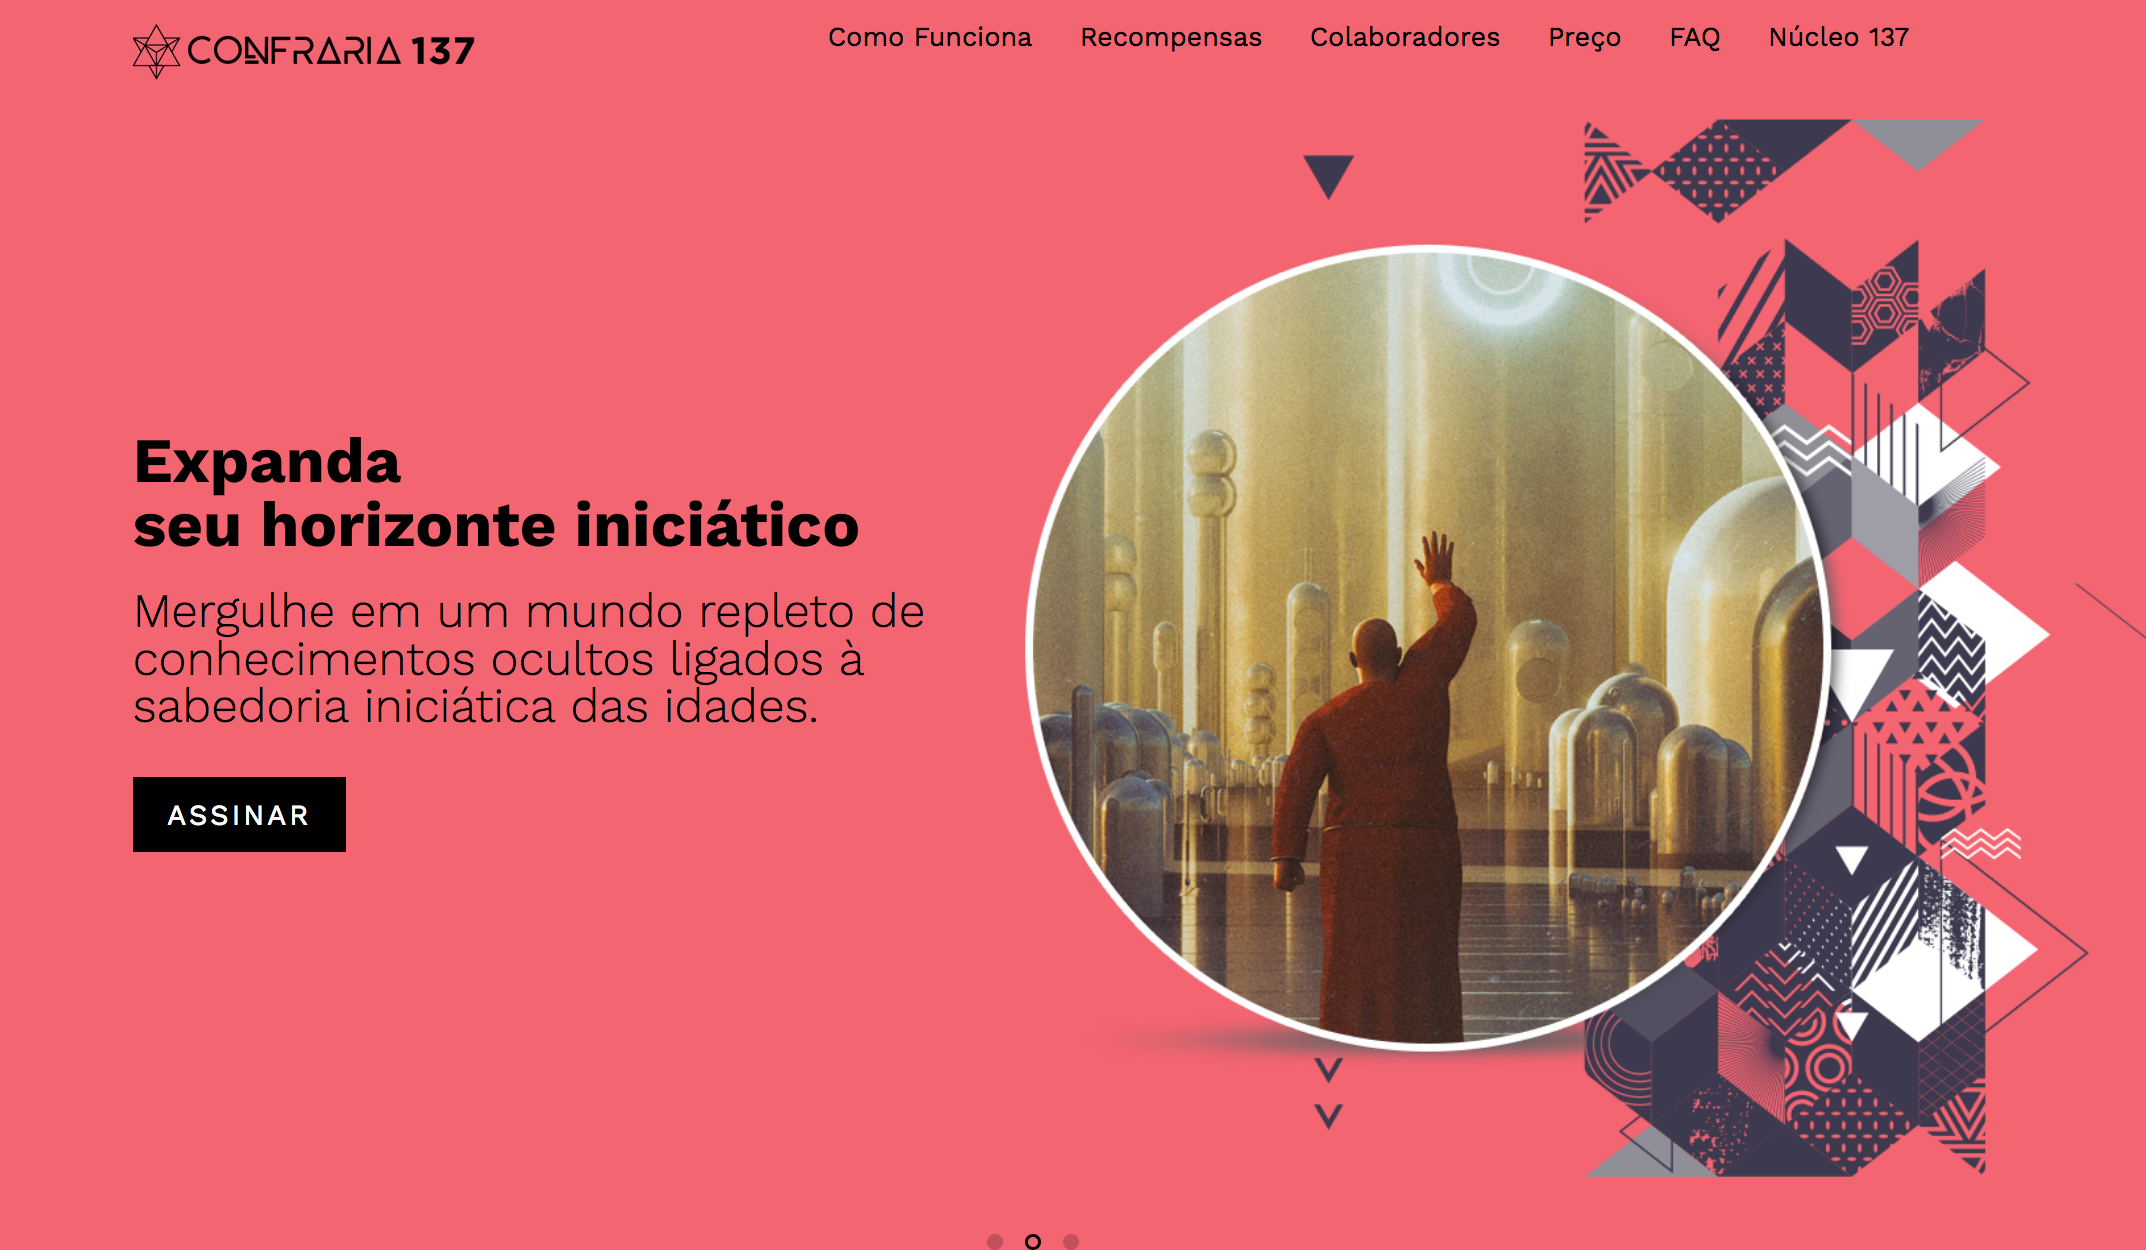 CONFRARIA 137
Como Funciona
Recompensas
Colaboradores
Preço
FAQ
Núcleo 137
Expanda
seu horizonte iniciático
Mergulhe em um mundo repleto de
conhecimentos ocultos ligados à
sabedoria iniciática das idades.
ASSINAR